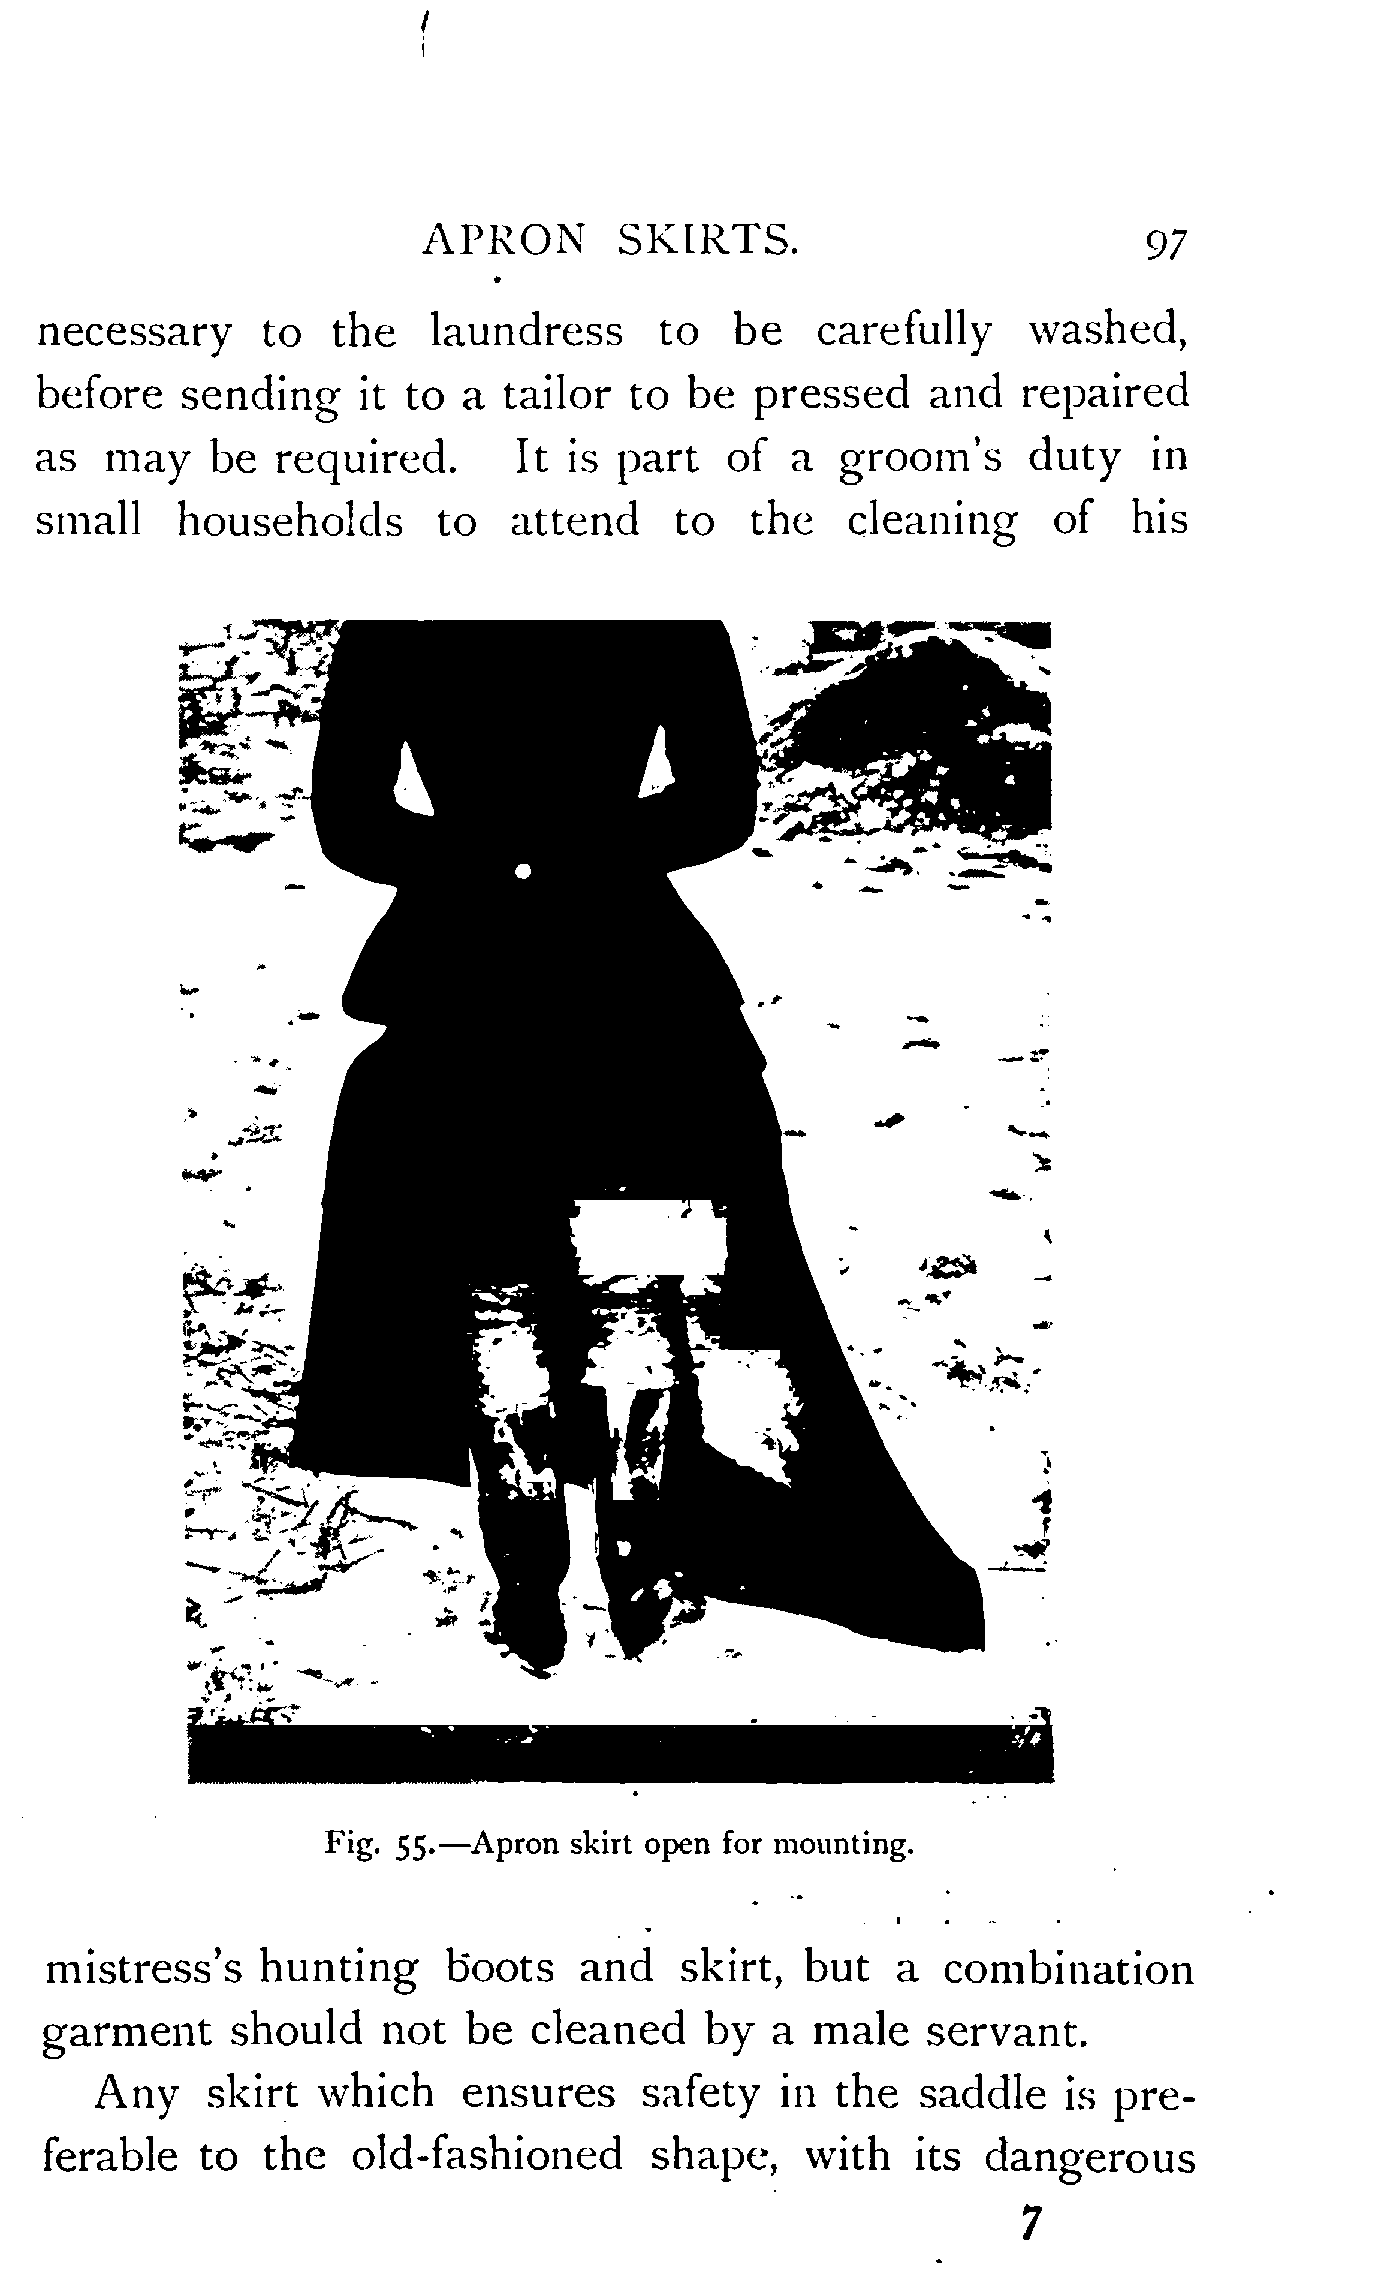 APRON SKIRTS. 97
necessary to the laundress to be carefully washed,
before sending it to a tailor to be pressed and repaired
as may be required. It is part of a groom's duty in
small households to attend to the cleaning of his
Fig. 55.—Apron skirt open for mounting.
mistress's hunting boots and skirt, but a combination
garment should not be cleaned by a male servant.
Any skirt which ensures safety in the saddle is pre-
ferable to the old-fashioned shape, with its dangerous
7